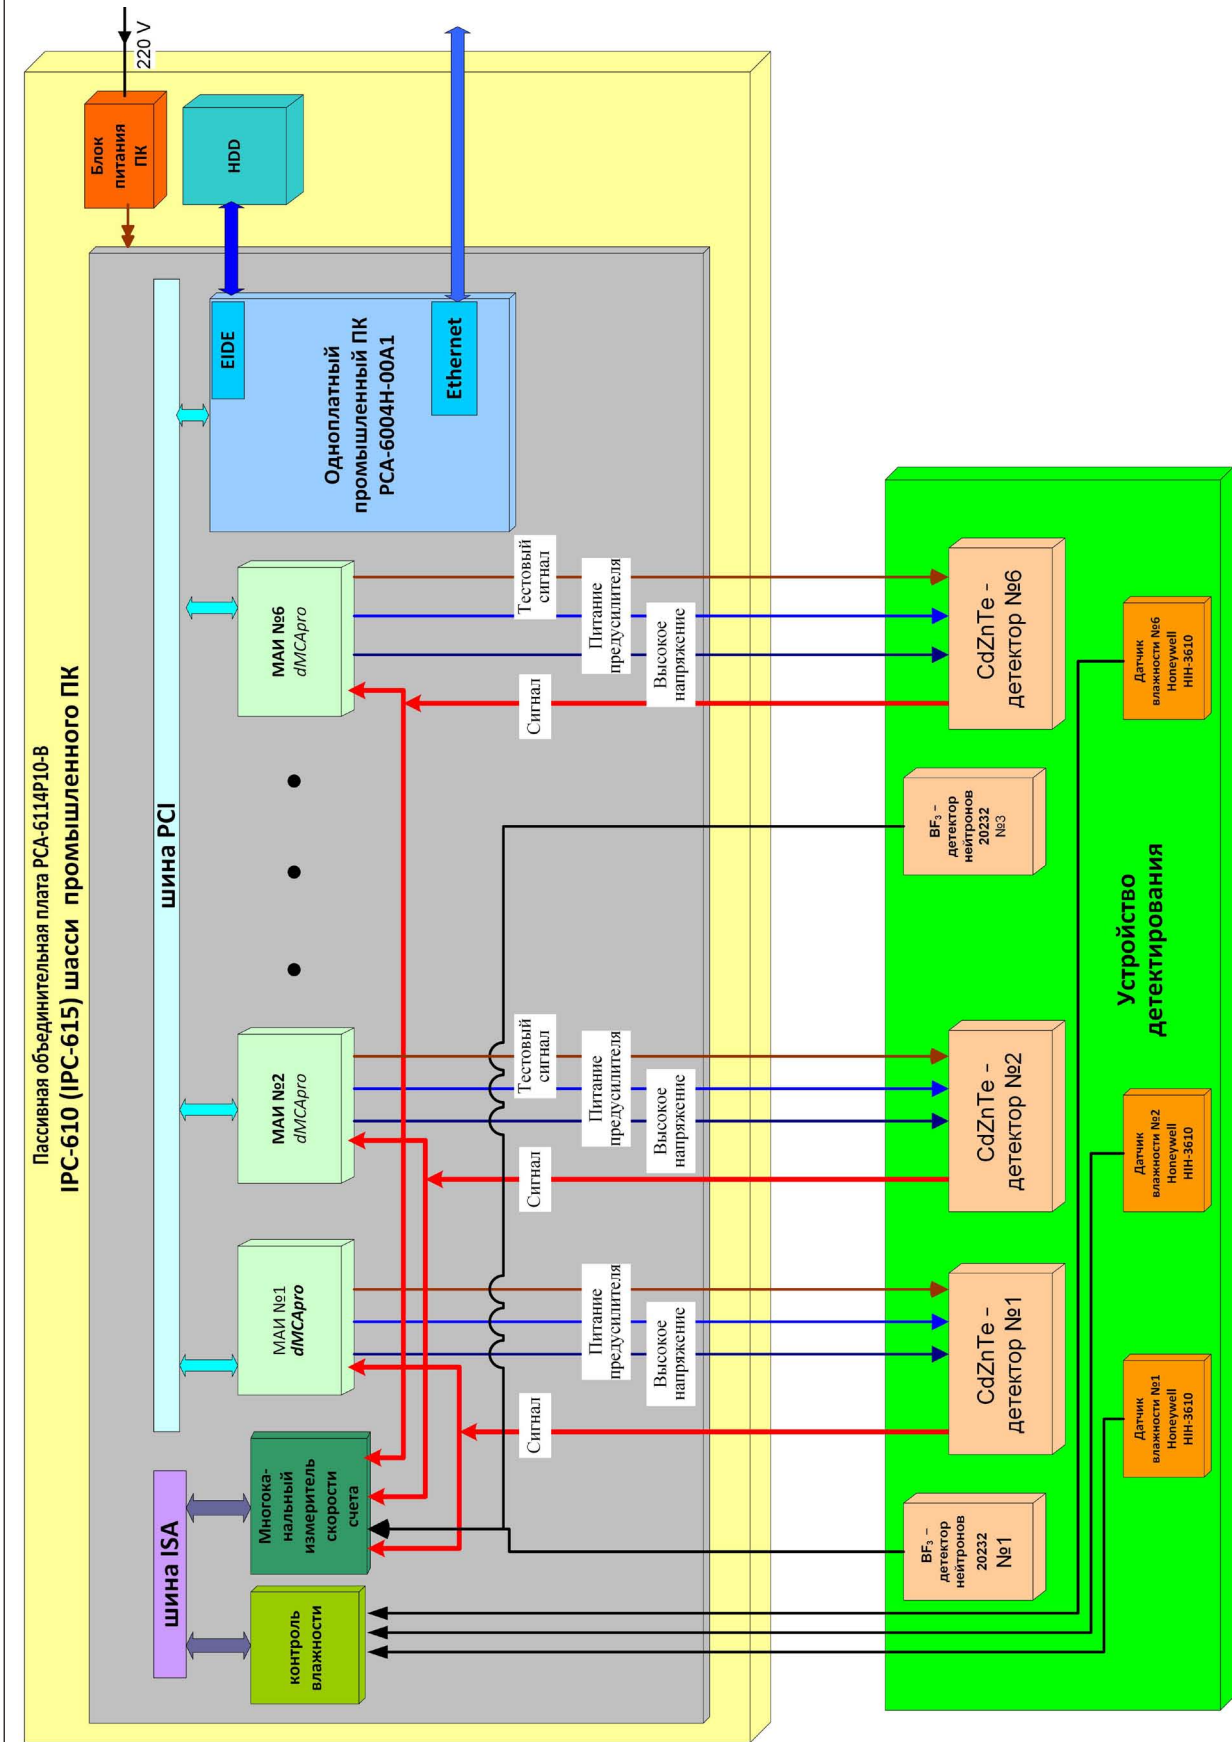 Пассивная объединительная плата PCA-6114P10-B
IPC-610 (IPC-615) шасси промышленного ПК
шина ISA
шина PCI
Блок
питания
ПК
220 V
HDD
контроль
влажности
Многока-
нальный
измеритель
скорости
счета
МАИ №1
dMCApro
МАИ №2
dMCApro
МАИ №6
dMCApro
EIDE
Одноплатный
промышленный ПК
PCA-6004H-00A1
Ethernet
Сигнал
Высокое
напряжение
Питание
предусилителя
Сигнал
Высокое
напряжение
Питание
предусилителя
Тестовый
сигнал
Сигнал
Высокое
напряжение
Питание
предусилителя
Тестовый
сигнал
BF₃ –
детектор
нейтронов
20232
№1
CdZnTe -
детектор №1
CdZnTe -
детектор №2
BF₃ –
детектор
нейтронов
20232
№3
CdZnTe -
детектор №6
Устройство
детектирования
Датчик
влажности №1
Honeywell
HIH-3610
Датчик
влажности №2
Honeywell
HIH-3610
Датчик
влажности №6
Honeywell
HIH-3610